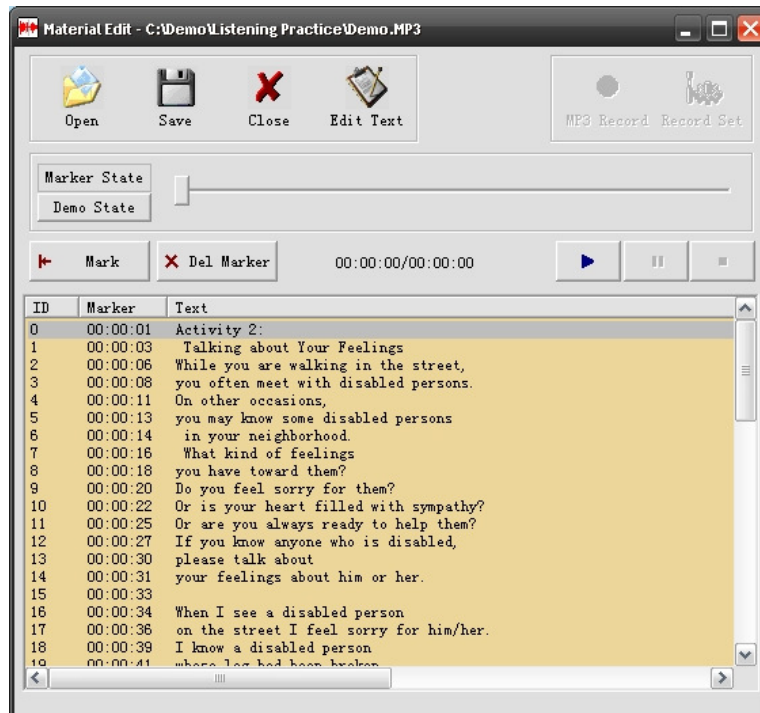 Material Edit - C:\Demo\Listening Practice\Demo.MP3
Open Save Close Edit Text MP3 Record Record Set
Marker State
Demo State
Mark Del Marker 00:00:00/00:00:00
ID Marker Text
0 00:00:01 Activity 2:
1 00:00:03 Talking about Your Feelings
2 00:00:06 While you are walking in the street,
3 00:00:08 you often meet with disabled persons.
4 00:00:11 On other occasions,
5 00:00:13 you may know some disabled persons
6 00:00:14 in your neighborhood.
7 00:00:16 What kind of feelings
8 00:00:18 you have toward them?
9 00:00:20 Do you feel sorry for them?
10 00:00:22 Or is your heart filled with sympathy?
11 00:00:25 Or are you always ready to help them?
12 00:00:27 If you know anyone who is disabled,
13 00:00:30 please talk about
14 00:00:31 your feelings about him or her.
15 00:00:33
16 00:00:34 When I see a disabled person
17 00:00:36 on the street I feel sorry for him/her.
18 00:00:39 I know a disabled person
19 00:00:41 whose leg had been broken